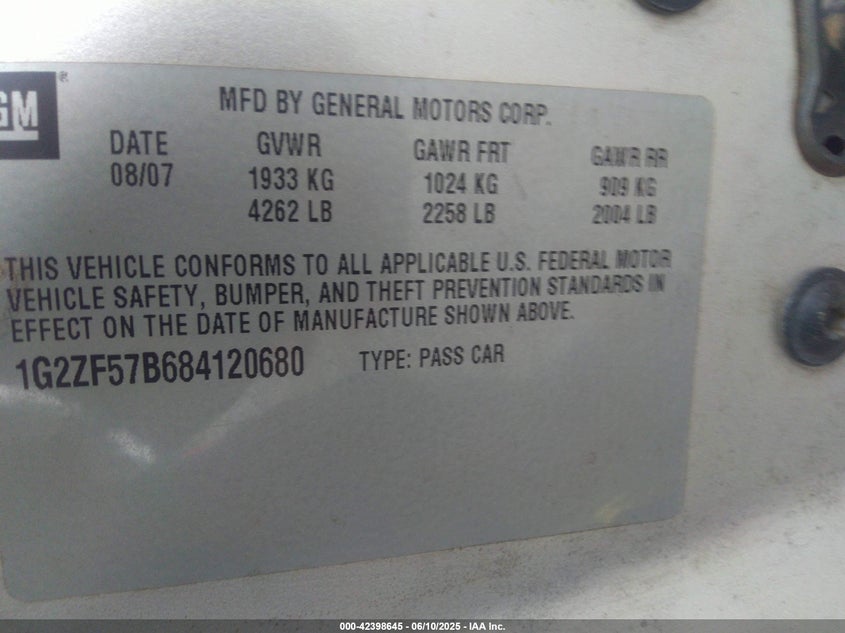 GM®
MFD BY GENERAL MOTORS CORP.
DATE GVWR GAWR FRT GAWR RR
08/07 1933 KG 1024 KG 909 KG
4262 LB 2258 LB 2004 LB
THIS VEHICLE CONFORMS TO ALL APPLICABLE U.S. FEDERAL MOTOR
VEHICLE SAFETY, BUMPER, AND THEFT PREVENTION STANDARDS IN
EFFECT ON THE DATE OF MANUFACTURE SHOWN ABOVE.
1G2ZF57B684120680 TYPE: PASS CAR
000-42398645 - 06/10/2025 - IAA Inc.